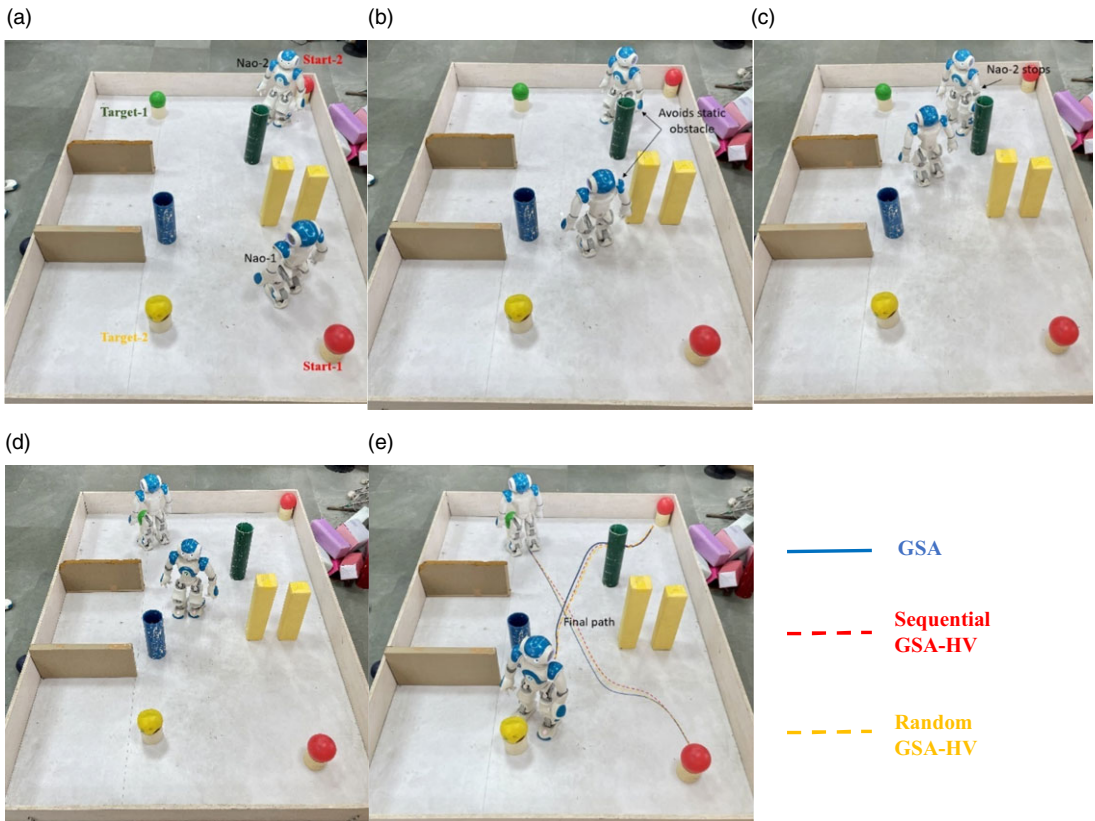 (a)
Nao-2
Start-2
Target-1
Nao-1
Target-2
Start-1
(b)
Avoids static
obstacle
(c)
Nao-2 stops
(d)
(e)
Final path
GSA
Sequential
GSA-HV
Random
GSA-HV